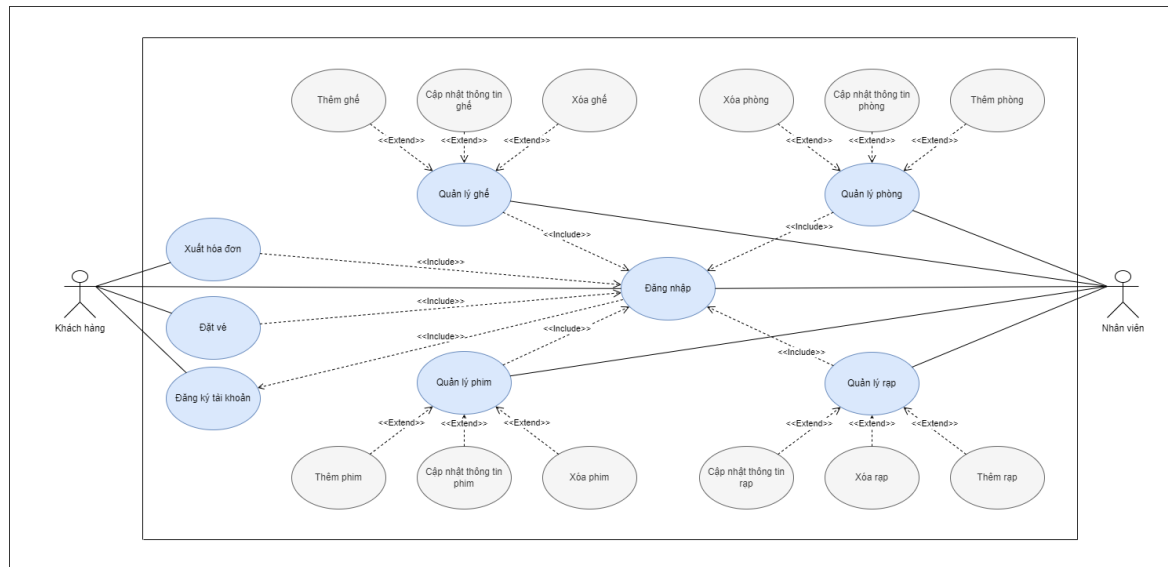 Thêm ghế
Cập nhật thông tin
ghế
Xóa ghế
Xóa phòng
Cập nhật thông tin
phòng
Thêm phòng
<<Extend>>
<<Extend>>
<<Extend>>
<<Extend>>
<<Extend>>
<<Extend>>
Quản lý ghế
Quản lý phòng
<<Include>>
<<Include>>
Xuất hóa đơn
<<Include>>
Đăng nhập
<<Include>>
Khách hàng
Nhân viên
Đặt vé
<<Include>>
<<Include>>
<<Include>>
Quản lý phim
Quản lý rạp
Đăng ký tài khoản
<<Extend>>
<<Extend>>
<<Extend>>
<<Extend>>
<<Extend>>
<<Extend>>
Thêm phim
Cập nhật thông tin
phim
Xóa phim
Cập nhật thông tin
rạp
Xóa rạp
Thêm rạp